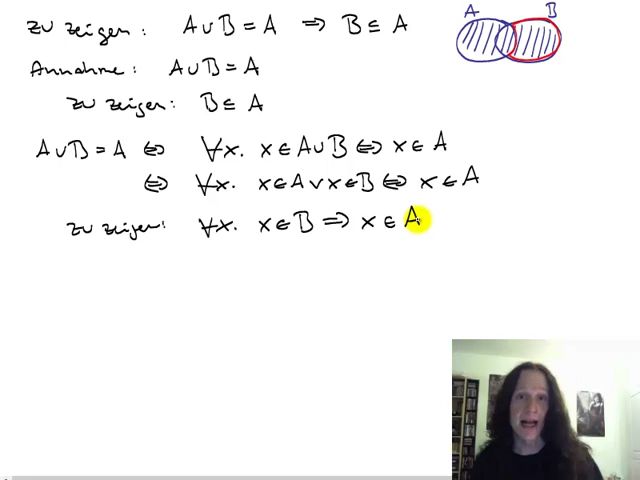 zu zeigen: A∪B = A ⟹ B ⊆ A
A B
Annahme: A∪B = A
zu zeigen: B ⊆ A
A∪B = A ⇔ ∀x. x ∈ A∪B ⇔ x ∈ A
⇔ ∀x. x ∈ A ∨ x ∈ B ⇔ x ∈ A
zu zeigen: ∀x. x ∈ B ⟹ x ∈ A